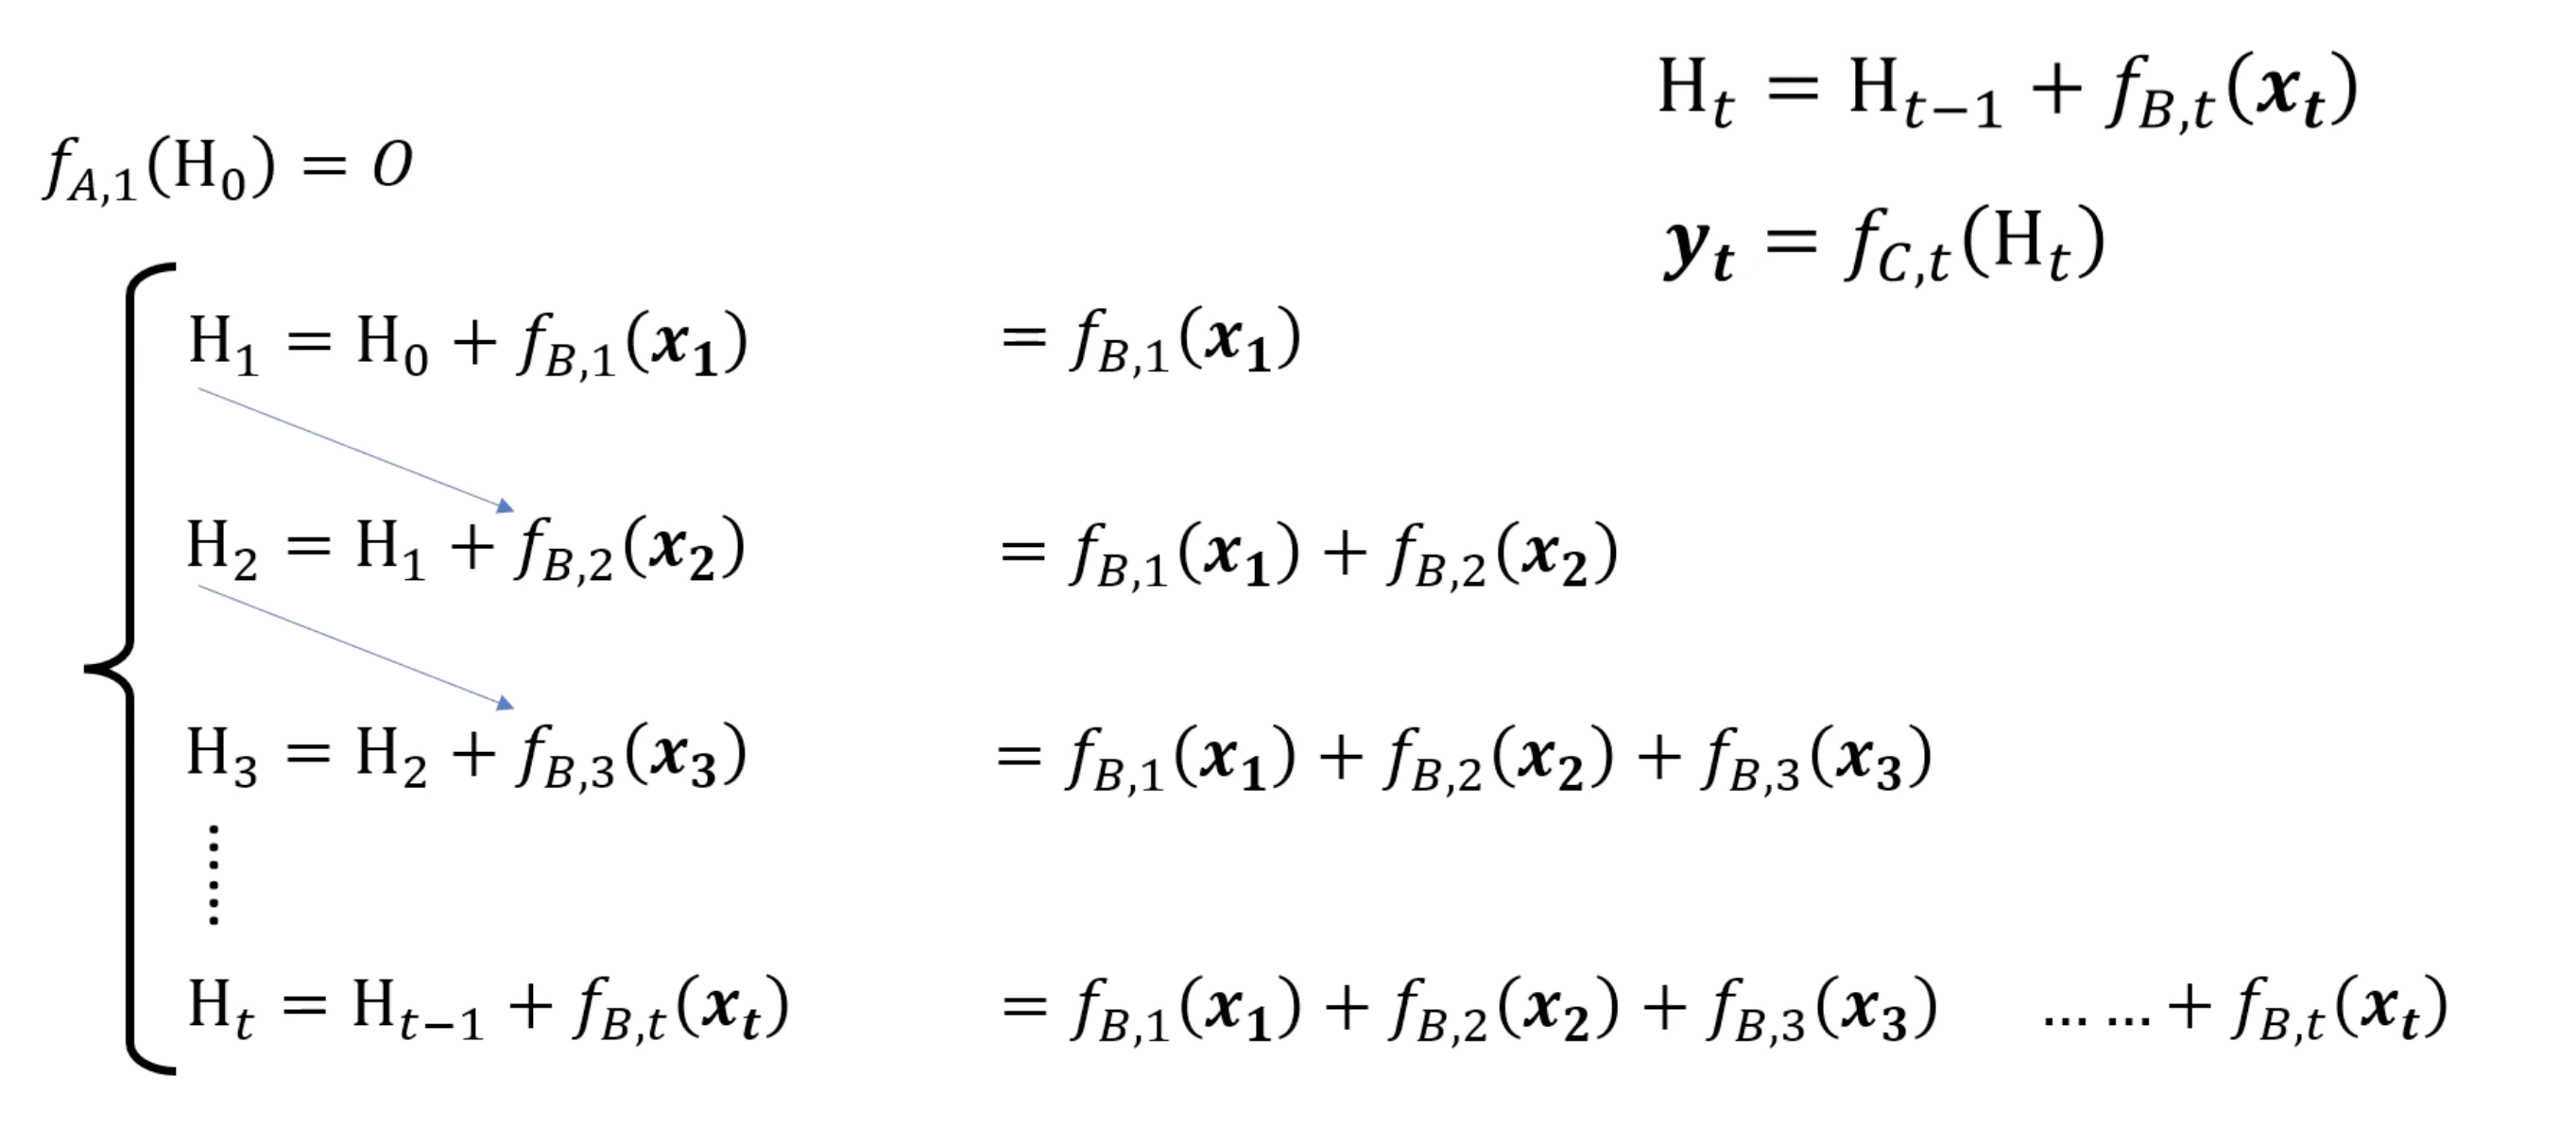 H_t = H_{t−1} + f_{B,t}(x_t)
f_{A,1}(H_0) = O
y_t = f_{C,t}(H_t)
H_1 = H_0 + f_{B,1}(x_1) = f_{B,1}(x_1)
H_2 = H_1 + f_{B,2}(x_2) = f_{B,1}(x_1) + f_{B,2}(x_2)
H_3 = H_2 + f_{B,3}(x_3) = f_{B,1}(x_1) + f_{B,2}(x_2) + f_{B,3}(x_3)
⋮
H_t = H_{t−1} + f_{B,t}(x_t) = f_{B,1}(x_1) + f_{B,2}(x_2) + f_{B,3}(x_3) ... ... + f_{B,t}(x_t)